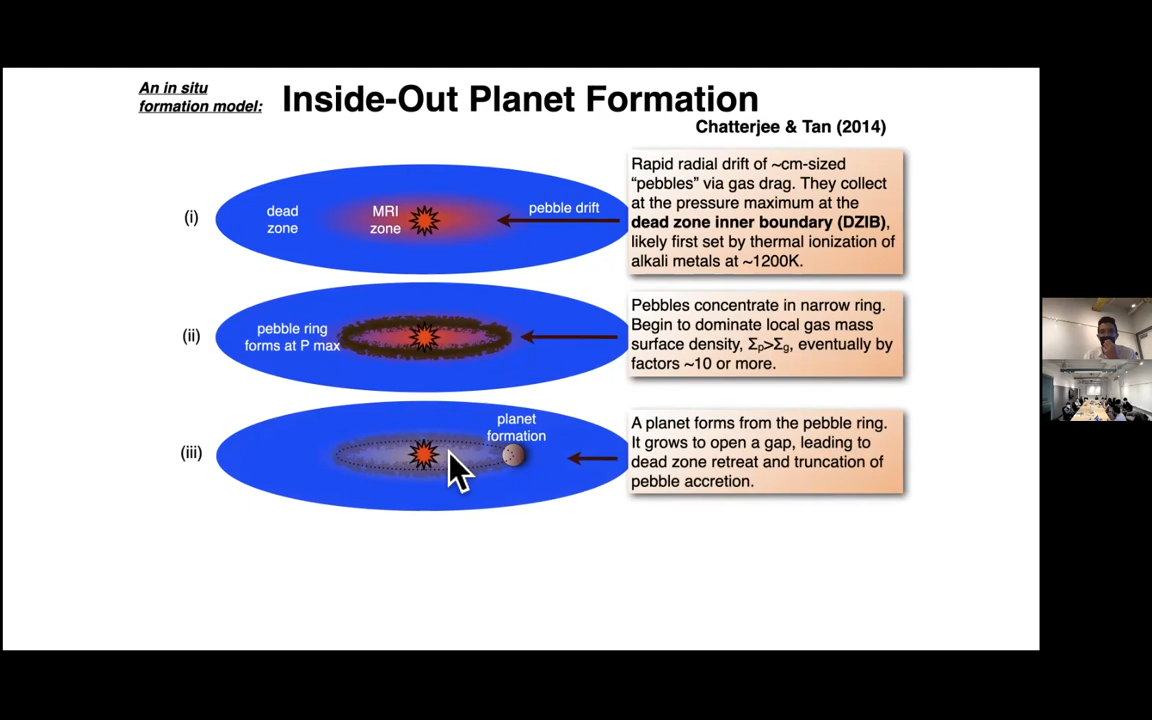 An in situ
formation model:
Inside-Out Planet Formation
Chatterjee & Tan (2014)
(i)
dead
zone
MRI
zone
pebble drift
Rapid radial drift of ~cm-sized
“pebbles” via gas drag. They collect
at the pressure maximum at the
dead zone inner boundary (DZIB),
likely first set by thermal ionization of
alkali metals at ~1200K.
(ii)
pebble ring
forms at P max
Pebbles concentrate in narrow ring.
Begin to dominate local gas mass
surface density, Σp>Σg, eventually by
factors ~10 or more.
(iii)
planet
formation
A planet forms from the pebble ring.
It grows to open a gap, leading to
dead zone retreat and truncation of
pebble accretion.